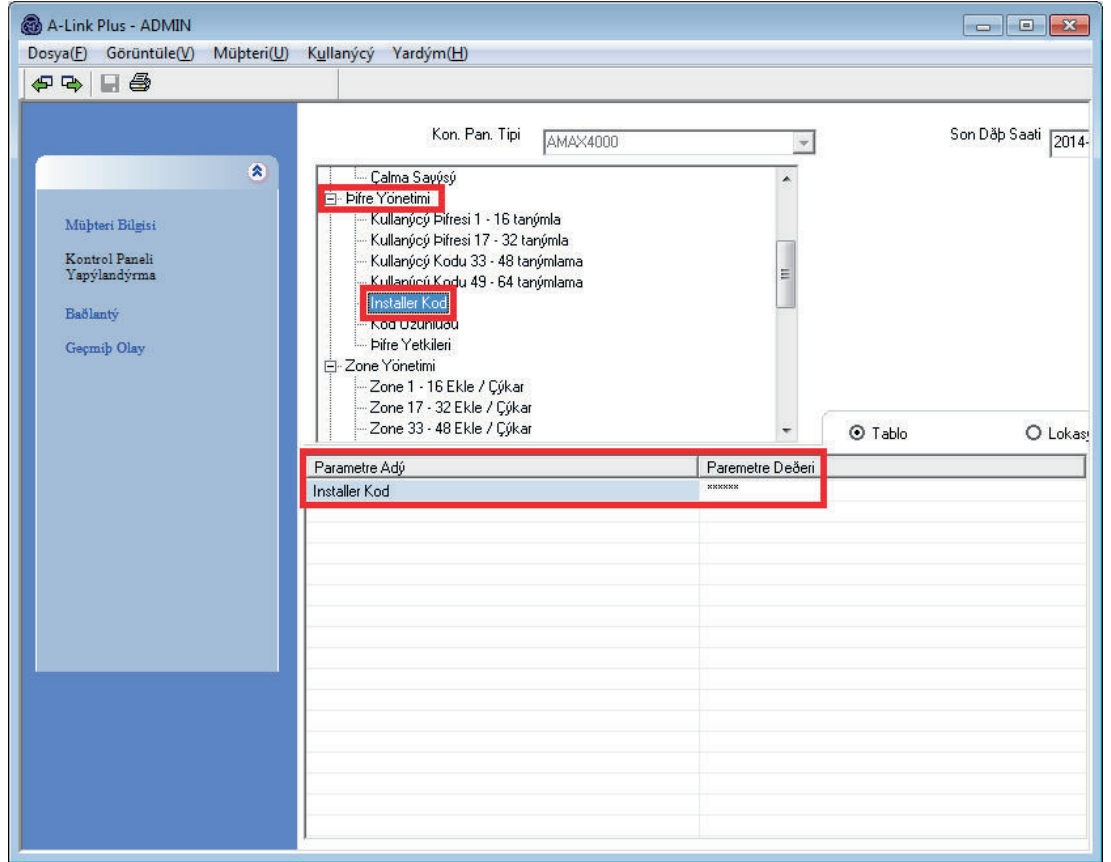 A-Link Plus - ADMIN
Dosya(F) Görüntüle(V) Müþteri(U) Kullanýcý Yardým(H)
Kon. Pan. Tipi AMAX4000 Son Dãþ Saati 2014-
Çalma Sayýsý
Þifre Yönetimi
Kullanýcý Þifresi 1 - 16 tanýmla
Kullanýcý Þifresi 17 - 32 tanýmla
Kullanýcý Kodu 33 - 48 tanýmlama
Kullanýcý Kodu 49 - 64 tanýmlama
Installer Kod
Kod Uzunluðu
Þifre Yetkileri
Zone Yönetimi
Zone 1 - 16 Ekle / Çýkar
Zone 17 - 32 Ekle / Çýkar
Zone 33 - 48 Ekle / Çýkar
Müþteri Bilgisi
Kontrol Paneli
Yapýlandýrma
Baðlantý
Geçmiþ Olay
Tablo Lokasy
Parametre Adý Paremetre Deðeri
Installer Kod ******